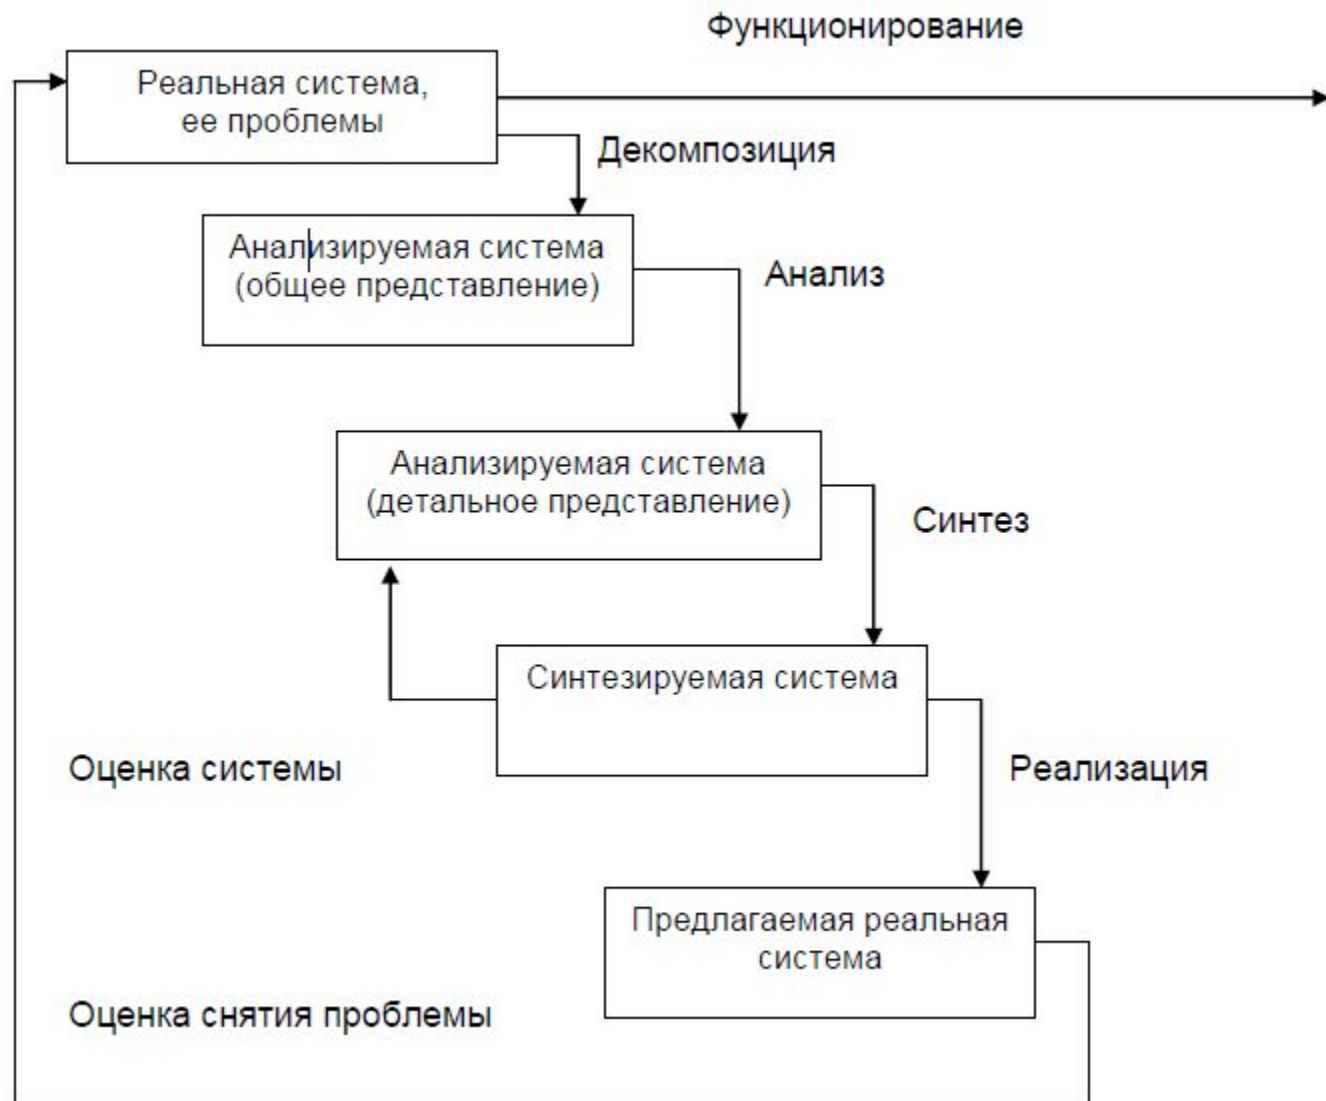 Функционирование
Реальная система,
ее проблемы
Декомпозиция
Анализируемая система
(общее представление)
Анализ
Анализируемая система
(детальное представление)
Синтез
Синтезируемая система
Оценка системы
Реализация
Предлагаемая реальная
система
Оценка снятия проблемы